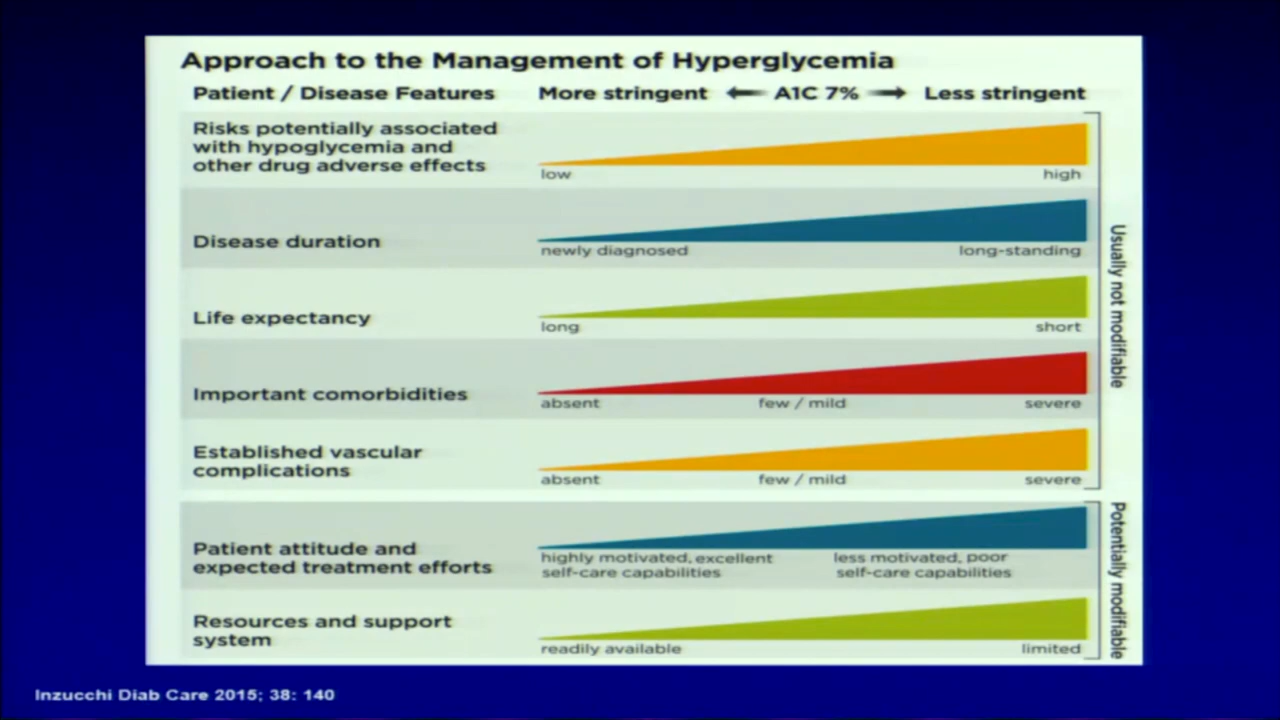 Approach to the Management of Hyperglycemia
Patient / Disease Features More stringent ⬅ A1C 7% ➡ Less stringent
Risks potentially associated
with hypoglycemia and
other drug adverse effects
low high
Disease duration
newly diagnosed long-standing
Life expectancy
long short
Important comorbidities
absent few / mild severe
Established vascular
complications
absent few / mild severe
Usually not modifiable
Patient attitude and
expected treatment efforts
highly motivated, excellent
self-care capabilities
less motivated, poor
self-care capabilities
Resources and support
system
readily available limited
Potentially modifiable
Inzucchi Diab Care 2015; 38: 140